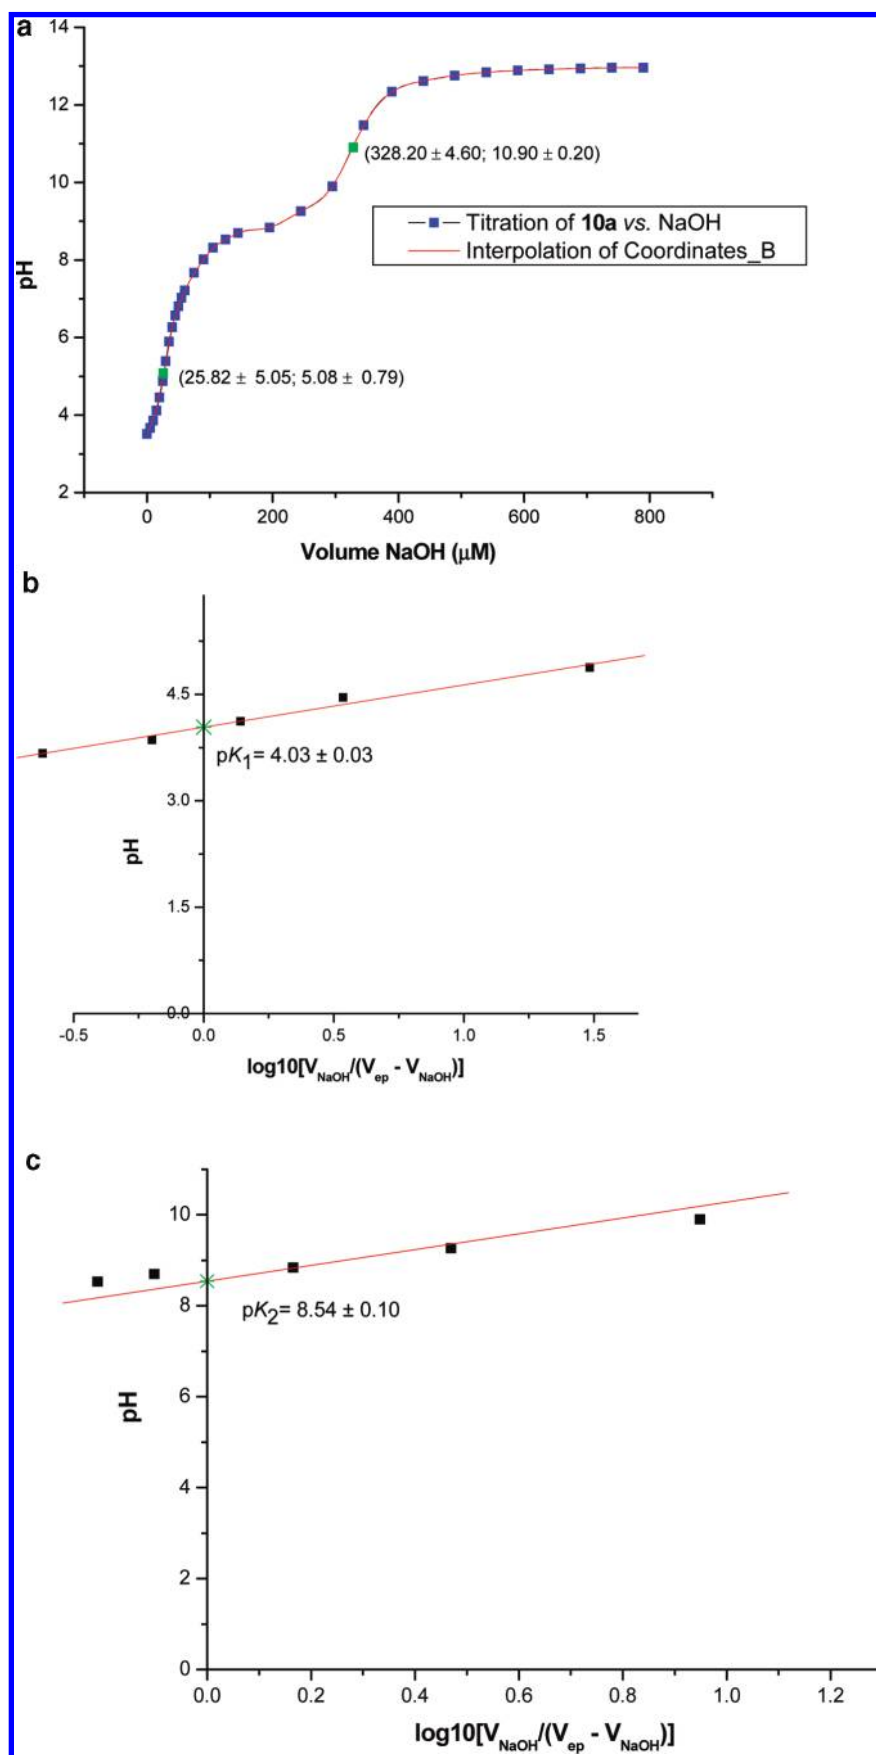 a
14
12
10
8
6
4
2
pH
(328.20 ± 4.60; 10.90 ± 0.20)
Titration of 10a vs. NaOH
Interpolation of Coordinates_B
(25.82 ± 5.05; 5.08 ± 0.79)
0 200 400 600 800
Volume NaOH (μM)
b
4.5
3.0
1.5
0.0
pH
pK1= 4.03 ± 0.03
-0.5 0.0 0.5 1.0 1.5
log10[VNaOH/(Vep - VNaOH)]
c
10
8
6
4
2
0
pH
pK2= 8.54 ± 0.10
0.0 0.2 0.4 0.6 0.8 1.0 1.2
log10[VNaOH/(Vep - VNaOH)]